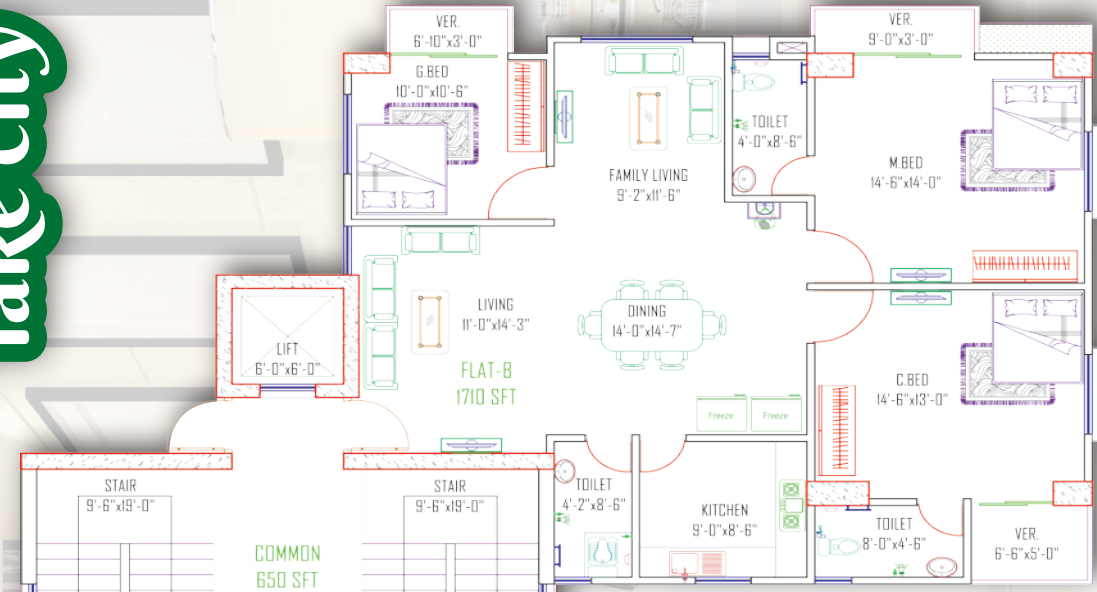 Lake City
VER.
6'-10"x3'-0"
G.BED
10'-0"x10'-6"
FAMILY LIVING
9'-2"x11'-6"
TOILET
4'-0"x8'-6"
VER.
9'-0"x3'-0"
M.BED
14'-6"x14'-0"
LIFT
6'-0"x6'-0"
LIVING
11'-0"x14'-3"
FLAT-B
1710 SFT
DINING
14'-0"x14'-7"
Freeze
Freeze
C.BED
14'-6"x13'-0"
STAIR
9'-6"x19'-0"
COMMON
650 SFT
STAIR
9'-6"x19'-0"
TOILET
4'-2"x8'-6"
KITCHEN
9'-0"x8'-6"
TOILET
8'-0"x4'-6"
VER.
6'-6"x5'-0"